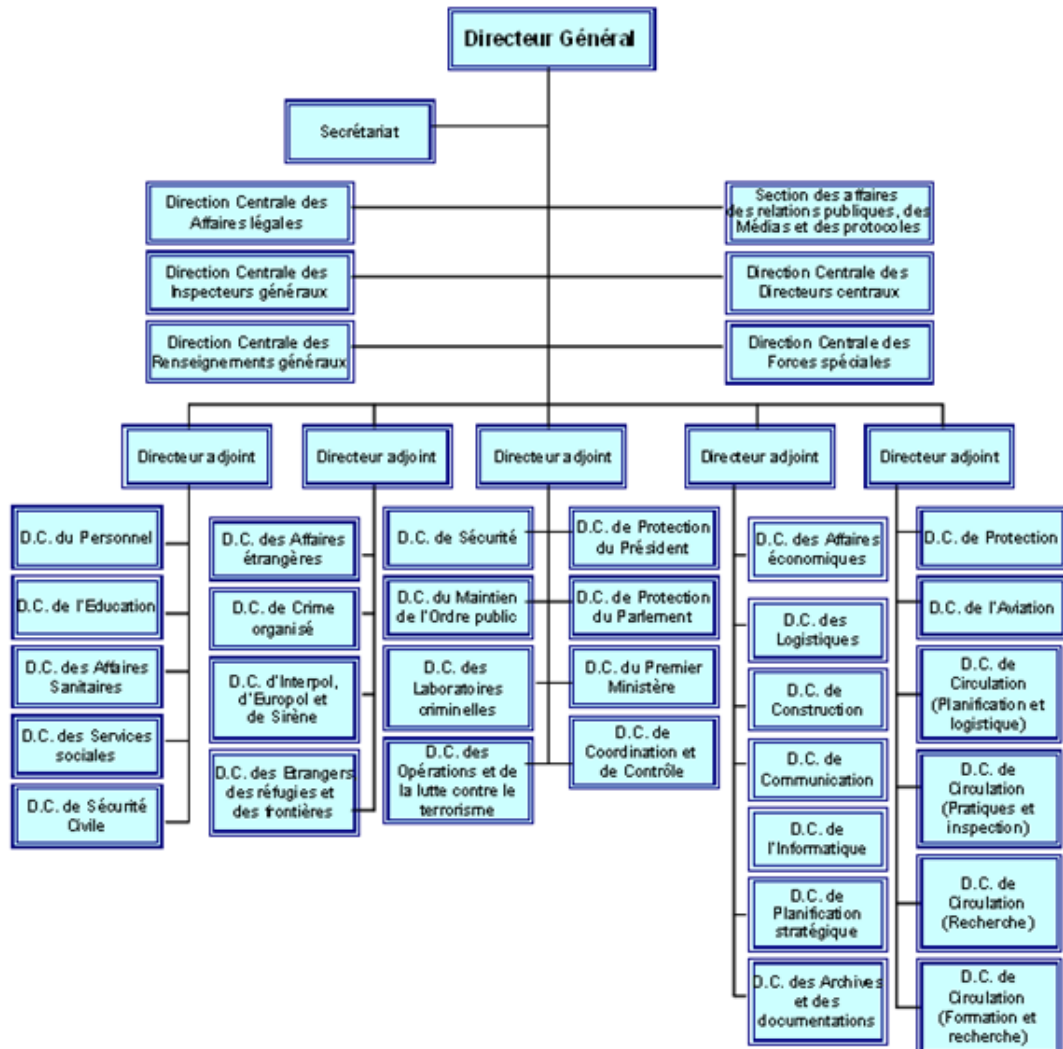 Directeur Général
Secrétariat
Direction Centrale des
Affaires légales
Section des affaires
des relations publiques, des
Médias et des protocoles
Direction Centrale des
Inspecteurs généraux
Direction Centrale des
Directeurs centraux
Direction Centrale des
Renseignements généraux
Direction Centrale des
Forces spéciales
Directeur adjoint
Directeur adjoint
Directeur adjoint
Directeur adjoint
Directeur adjoint
D.C. du Personnel
D.C. de l'Education
D.C. des Affaires
Sanitaires
D.C. des Services
sociales
D.C. de Sécurité
Civile
D.C. des Affaires
étrangères
D.C. de Crime
organisé
D.C. d'Interpol,
d'Europol et
de Sirène
D.C. des Etrangers
des réfugies et
des frontières
D.C. de Sécurité
D.C. du Maintien
de l'Ordre public
D.C. des
Laboratoires
criminelles
D.C. des
Opérations et de
la lutte contre le
terrorisme
D.C. de Protection
du Président
D.C. de Protection
du Parlement
D.C. du Premier
Ministère
D.C. de
Coordination et
de Contrôle
D.C. des Affaires
économiques
D.C. des
Logistiques
D.C. de
Construction
D.C. de
Communication
D.C. de
l'Informatique
D.C. de
Planification
stratégique
D.C. des Archives
et des
documentations
D.C. de Protection
D.C. de l'Aviation
D.C. de
Circulation
(Planification et
logistique)
D.C. de
Circulation
(Pratiques et
inspection)
D.C. de
Circulation
(Recherche)
D.C. de
Circulation
(Formation et
recherche)